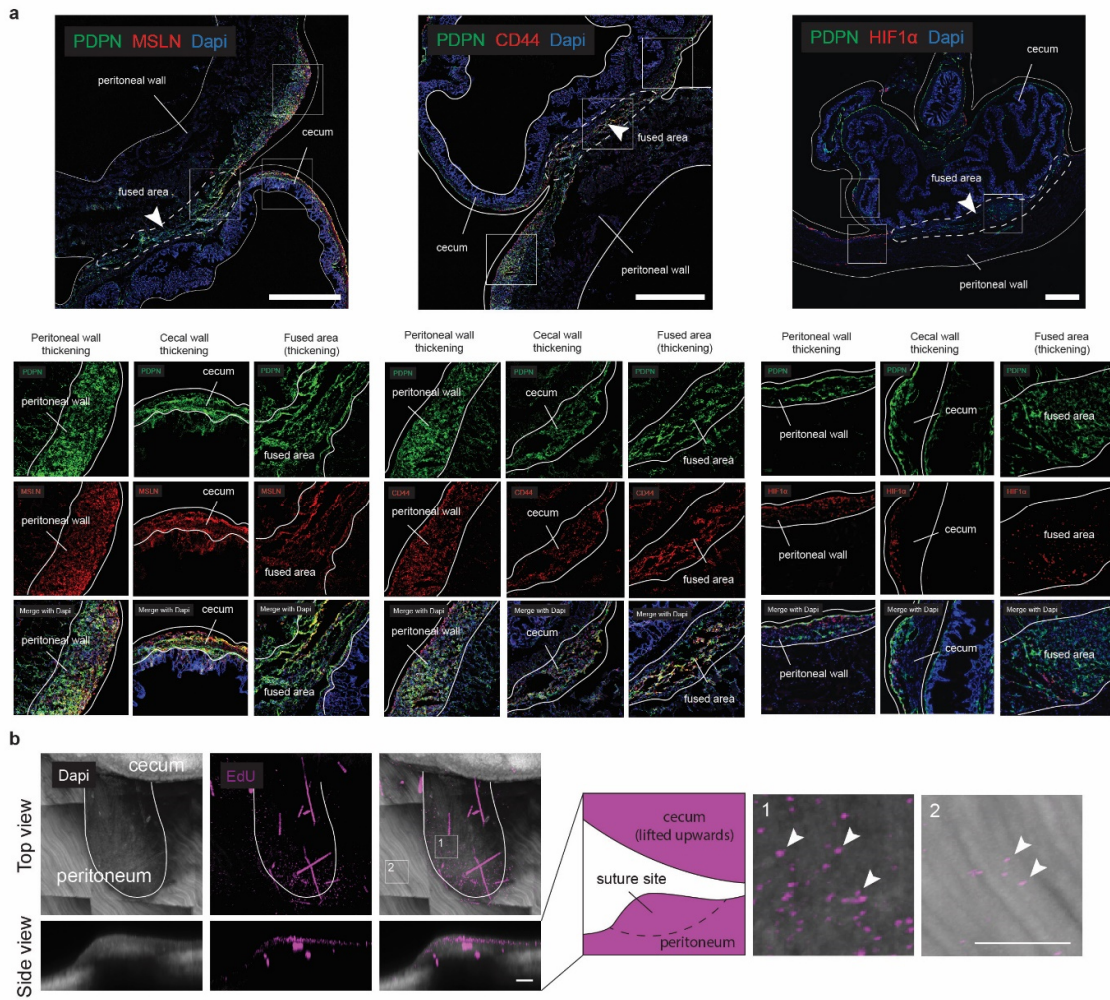 a
PDPN MSLN Dapi
peritoneal wall
cecum
fused area
PDPN CD44 Dapi
fused area
cecum
peritoneal wall
PDPN HIF1α Dapi
cecum
fused area
peritoneal wall
Peritoneal wall thickening
Cecal wall thickening
Fused area (thickening)
PDPN
peritoneal wall
PDPN
cecum
PDPN
fused area
MSLN
peritoneal wall
MSLN
cecum
MSLN
fused area
Merge with Dapi
peritoneal wall
Merge with Dapi
cecum
Merge with Dapi
fused area
Peritoneal wall thickening
Cecal wall thickening
Fused area (thickening)
PDPN
peritoneal wall
PDPN
cecum
PDPN
fused area
CD44
peritoneal wall
CD44
cecum
CD44
fused area
Merge with Dapi
peritoneal wall
Merge with Dapi
cecum
Merge with Dapi
fused area
Peritoneal wall thickening
Cecal wall thickening
Fused area (thickening)
PDPN
peritoneal wall
PDPN
cecum
PDPN
fused area
HIF1α
peritoneal wall
HIF1α
cecum
HIF1α
fused area
Merge with Dapi
peritoneal wall
Merge with Dapi
cecum
Merge with Dapi
fused area
b
Top view
Dapi
cecum
peritoneum
EdU
1
2
Side view
cecum
(lifted upwards)
suture site
peritoneum
1
2